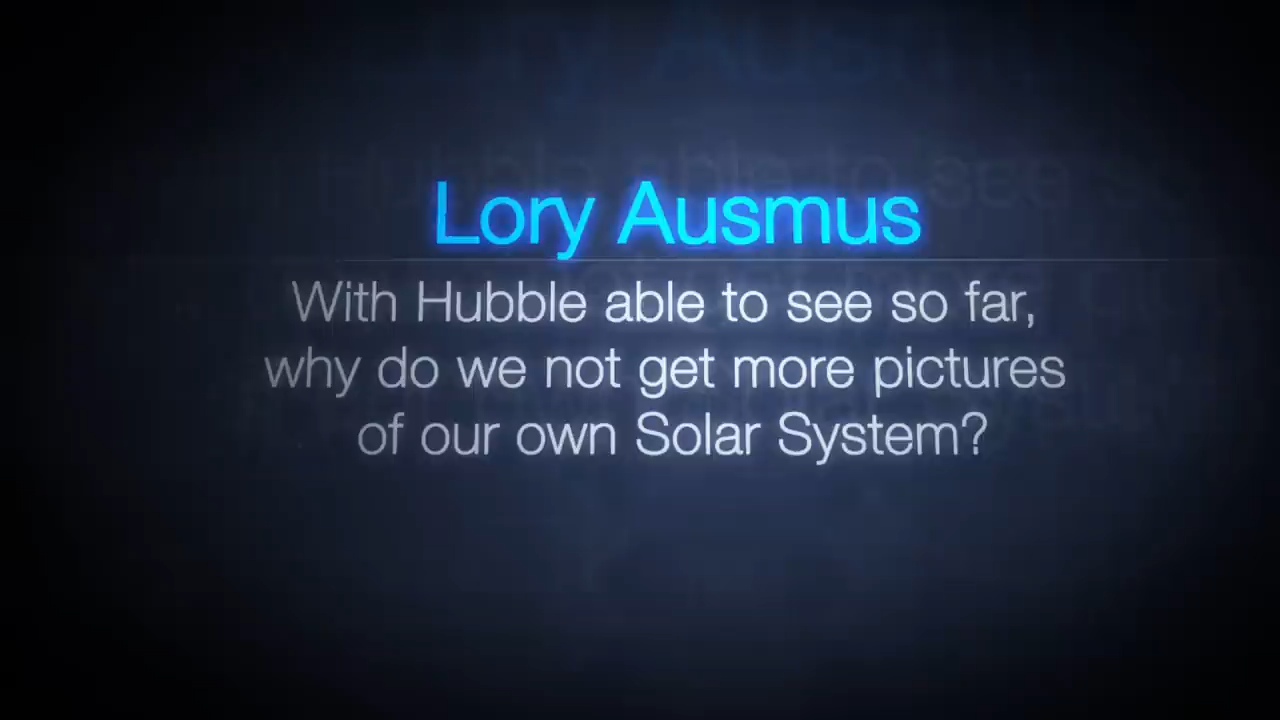 Lory Ausmus
With Hubble able to see so far,
why do we not get more pictures
of our own Solar System?